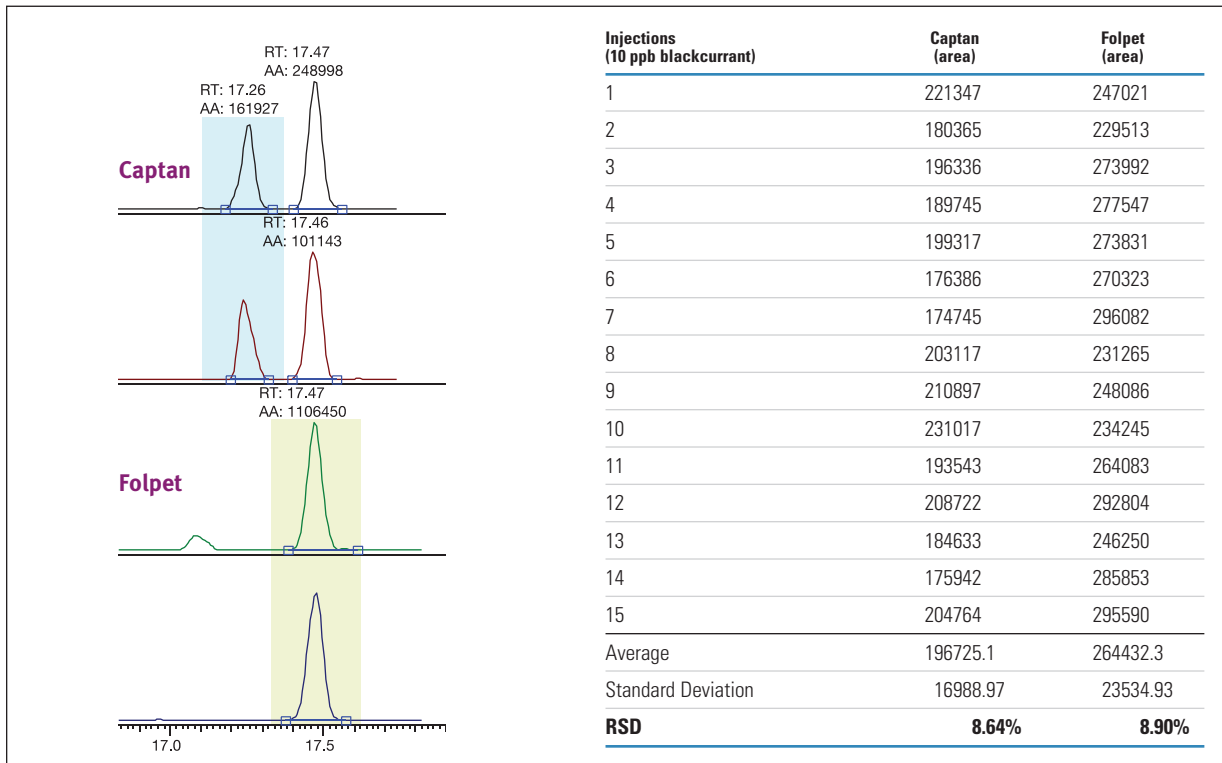 RT: 17.47
AA: 248998
RT: 17.26
AA: 161927
Captan
RT: 17.46
AA: 101143
RT: 17.47
AA: 1106450
Folpet
17.0 17.5
Injections (10 ppb blackcurrant) Captan (area) Folpet (area)
1 221347 247021
2 180365 229513
3 196336 273992
4 189745 277547
5 199317 273831
6 176386 270323
7 174745 296082
8 203117 231265
9 210897 248086
10 231017 234245
11 193543 264083
12 208722 292804
13 184633 246250
14 175942 285853
15 204764 295590
Average 196725.1 264432.3
Standard Deviation 16988.97 23534.93
RSD 8.64% 8.90%